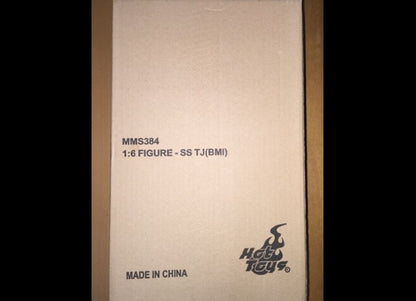 MMS384
1:6 FIGURE - SS TJ(BMI)
Hot
Toys®
MADE IN CHINA